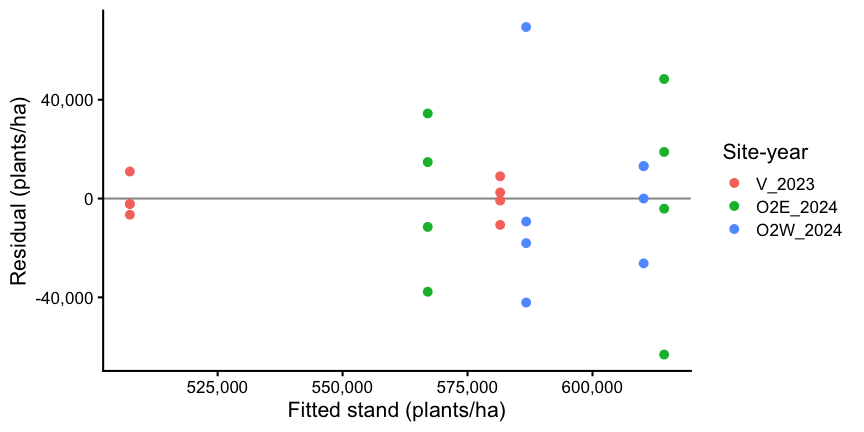 Residual (plants/ha)
40,000
0
-40,000
525,000 550,000 575,000 600,000
Fitted stand (plants/ha)
Site-year
V_2023
O2E_2024
O2W_2024